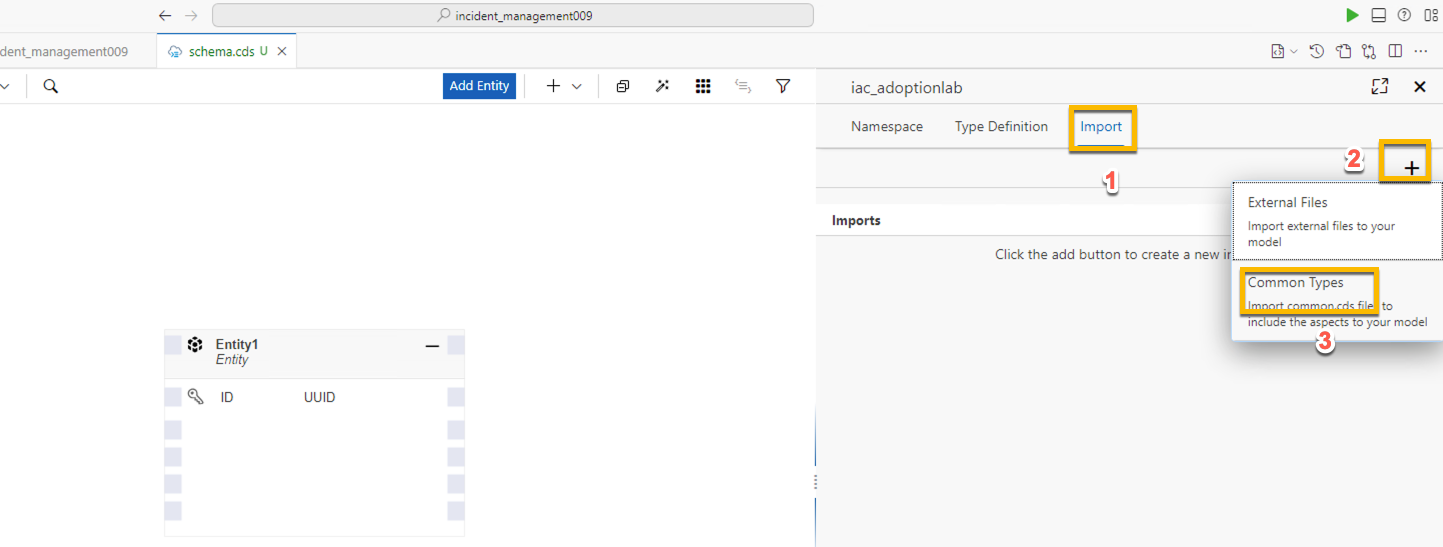 incident_management009
dent_management009
schema.cds U
Add Entity
iac_adoptionlab
Namespace Type Definition Import
1
2
External Files
Import external files to your
model
Imports
Click the add button to create a new
Common Types
Import common.cds files to
include the aspects to your model
3
Entity1
Entity
ID UUID